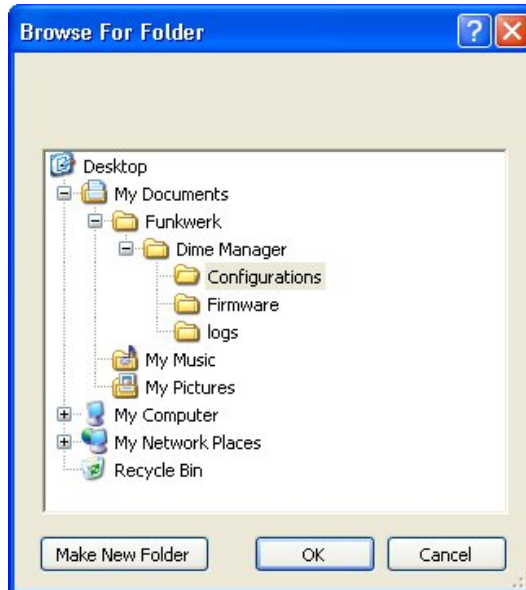 Browse For Folder
Desktop
My Documents
Funkwerk
Dime Manager
Configurations
Firmware
logs
My Music
My Pictures
My Computer
My Network Places
Recycle Bin
Make New Folder OK Cancel